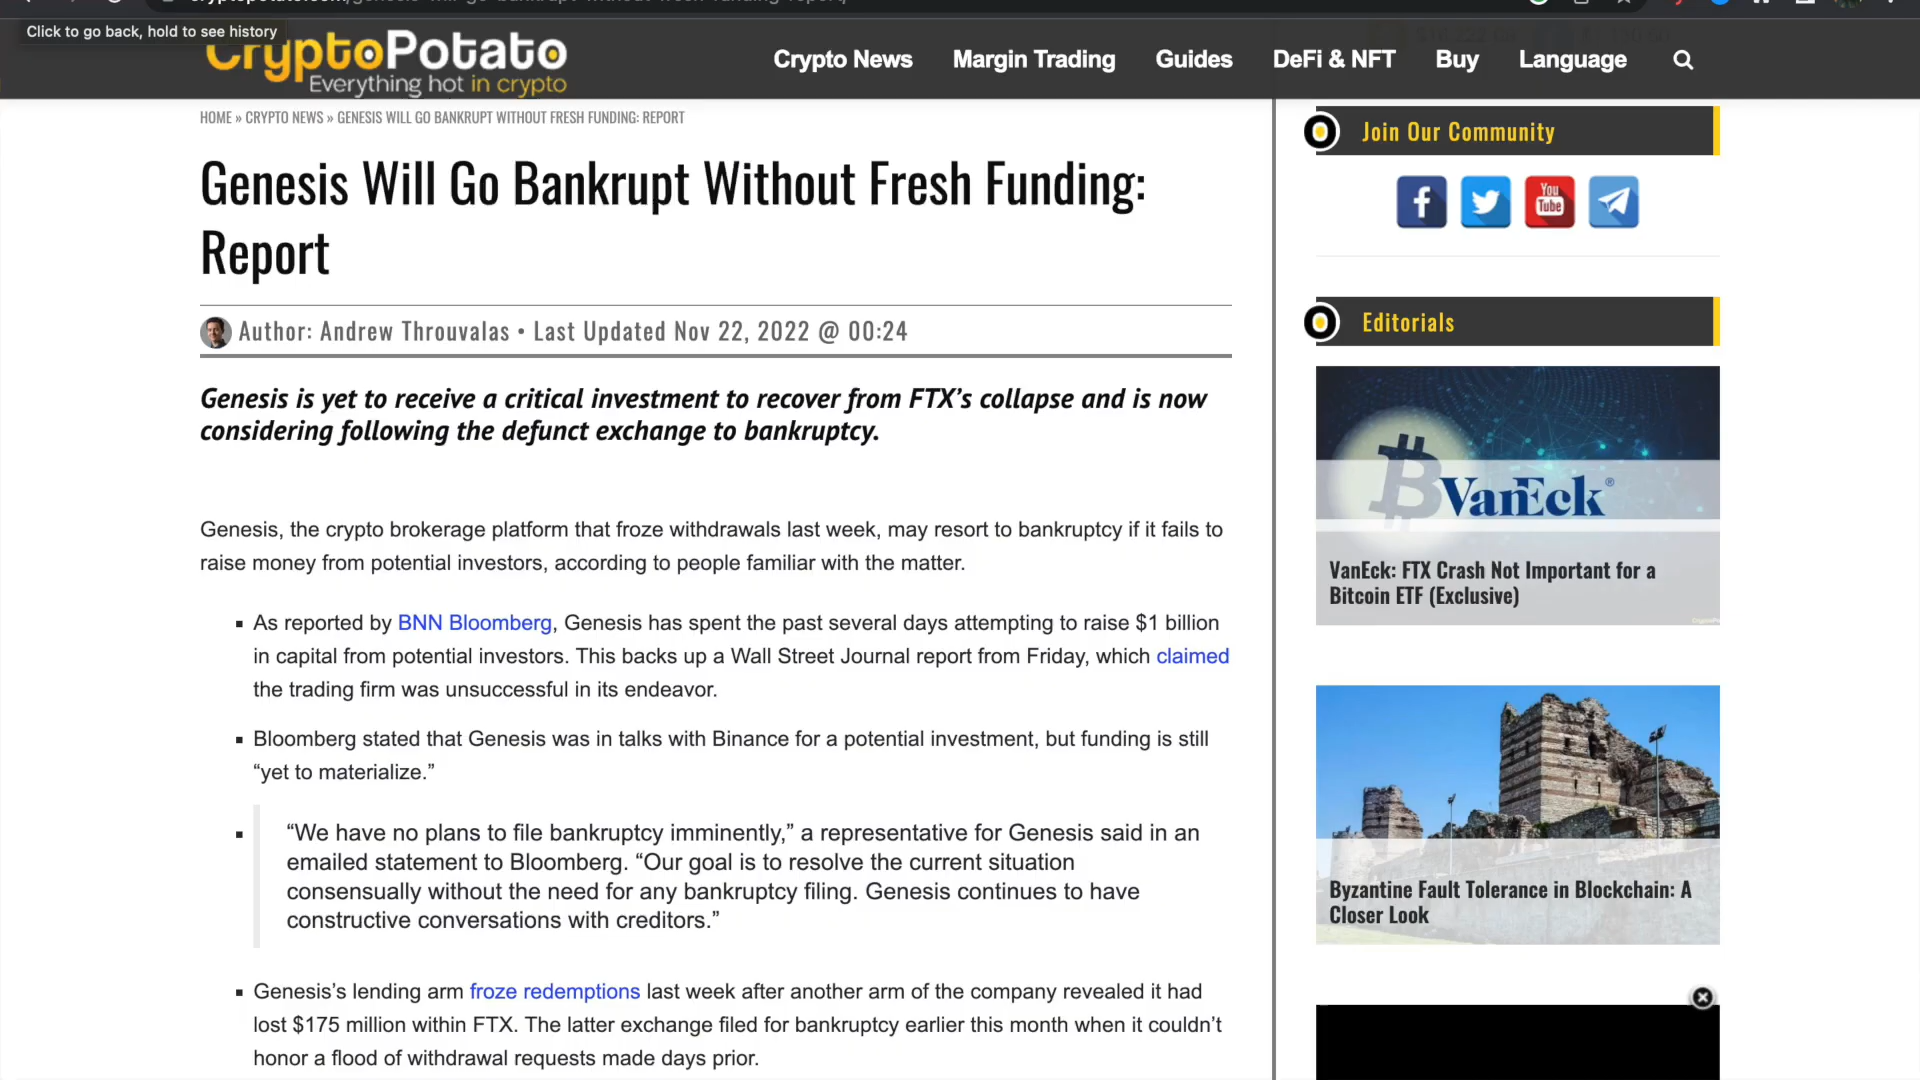 Click to go back, hold to see history
CryptoPotato
Everything hot in crypto
Crypto News Margin Trading Guides DeFi & NFT Buy Language
HOME » CRYPTO NEWS » GENESIS WILL GO BANKRUPT WITHOUT FRESH FUNDING: REPORT
Genesis Will Go Bankrupt Without Fresh Funding:
Report
Author: Andrew Throuvalas • Last Updated Nov 22, 2022 @ 00:24
Genesis is yet to receive a critical investment to recover from FTX’s collapse and is now
considering following the defunct exchange to bankruptcy.
Genesis, the crypto brokerage platform that froze withdrawals last week, may resort to bankruptcy if it fails to
raise money from potential investors, according to people familiar with the matter.
As reported by BNN Bloomberg, Genesis has spent the past several days attempting to raise $1 billion
in capital from potential investors. This backs up a Wall Street Journal report from Friday, which claimed
the trading firm was unsuccessful in its endeavor.
Bloomberg stated that Genesis was in talks with Binance for a potential investment, but funding is still
“yet to materialize.”
“We have no plans to file bankruptcy imminently,” a representative for Genesis said in an
emailed statement to Bloomberg. “Our goal is to resolve the current situation
consensually without the need for any bankruptcy filing. Genesis continues to have
constructive conversations with creditors.”
Genesis’s lending arm froze redemptions last week after another arm of the company revealed it had
lost $175 million within FTX. The latter exchange filed for bankruptcy earlier this month when it couldn’t
honor a flood of withdrawal requests made days prior.
Join Our Community
You
Tube
Editorials
VanEck®
VanEck: FTX Crash Not Important for a
Bitcoin ETF (Exclusive)
Byzantine Fault Tolerance in Blockchain: A
Closer Look